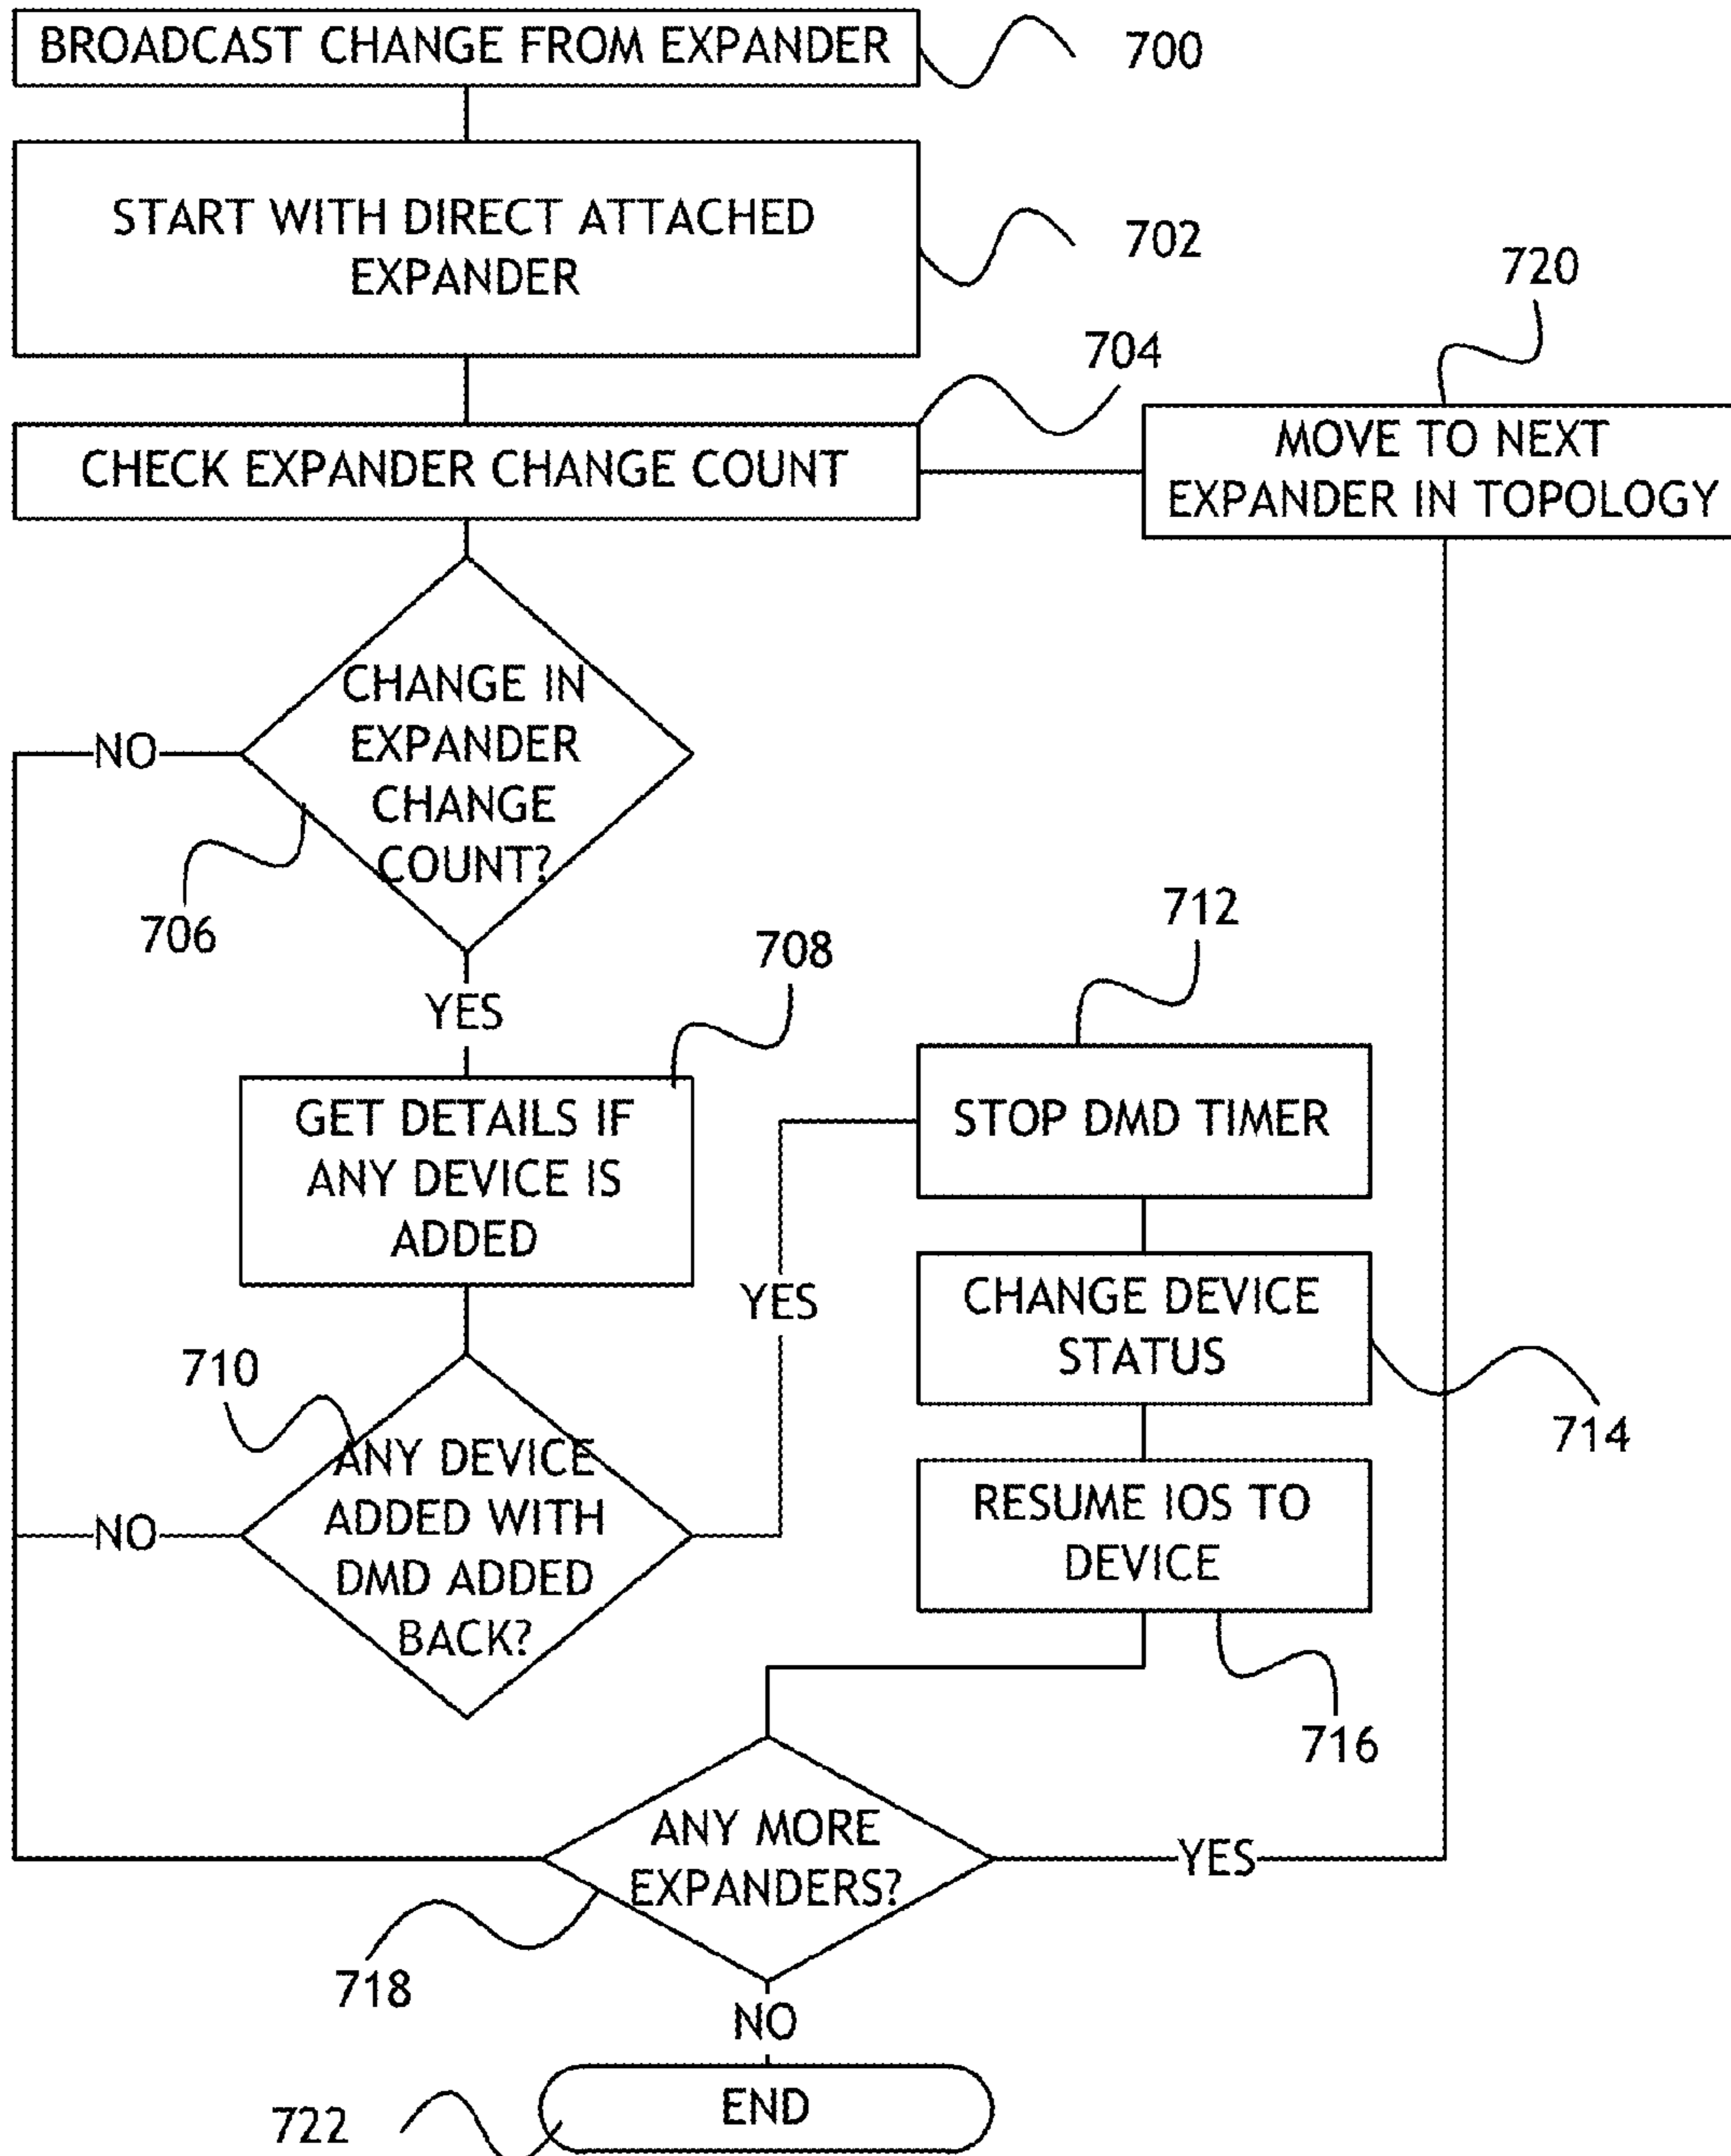 BROADCAST CHANGE FROM EXPANDER
700
START WITH DIRECT ATTACHED
EXPANDER
702
720
704
CHECK EXPANDER CHANGE COUNT
MOVE TO NEXT
EXPANDER IN TOPOLOGY
CHANGE IN
EXPANDER
CHANGE
COUNT?
NO
706
YES
708
712
GET DETAILS IF
ANY DEVICE IS
ADDED
STOP DMD TIMER
YES
CHANGE DEVICE
STATUS
714
710
ANY DEVICE
ADDED WITH
DMD ADDED
BACK?
NO
RESUME IOS TO
DEVICE
716
ANY MORE
EXPANDERS?
YES
718
NO
END
722